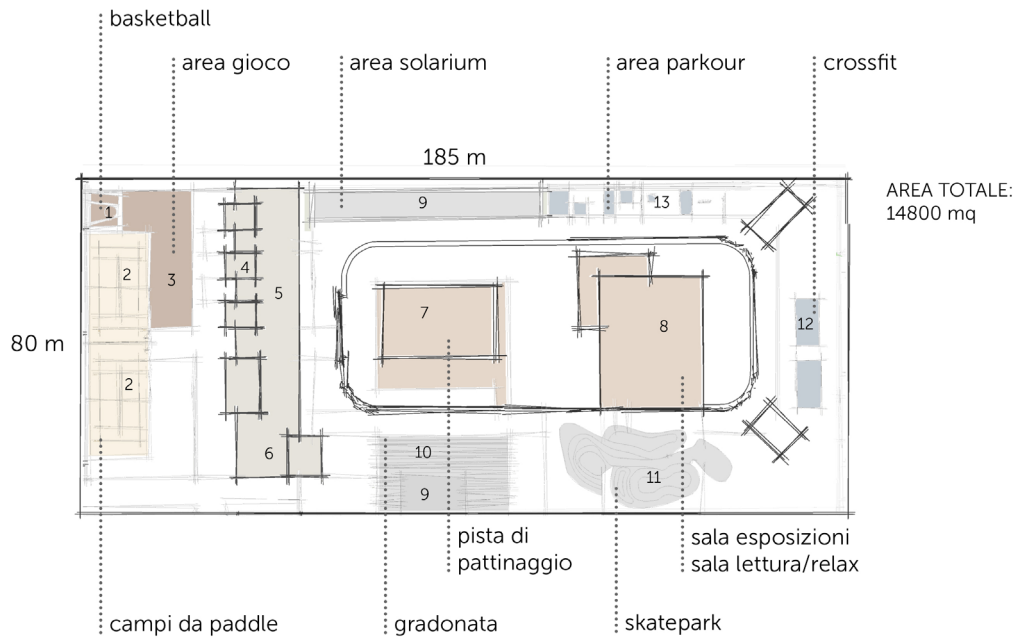 basketball
area gioco
area solarium
area parkour
crossfit
185 m
AREA TOTALE:
14800 mq
1
9
13
2
3
4
5
7
8
12
80 m
2
6
10
9
11
pista di
pattinaggio
sala esposizioni
sala lettura/relax
campi da paddle
gradonata
skatepark